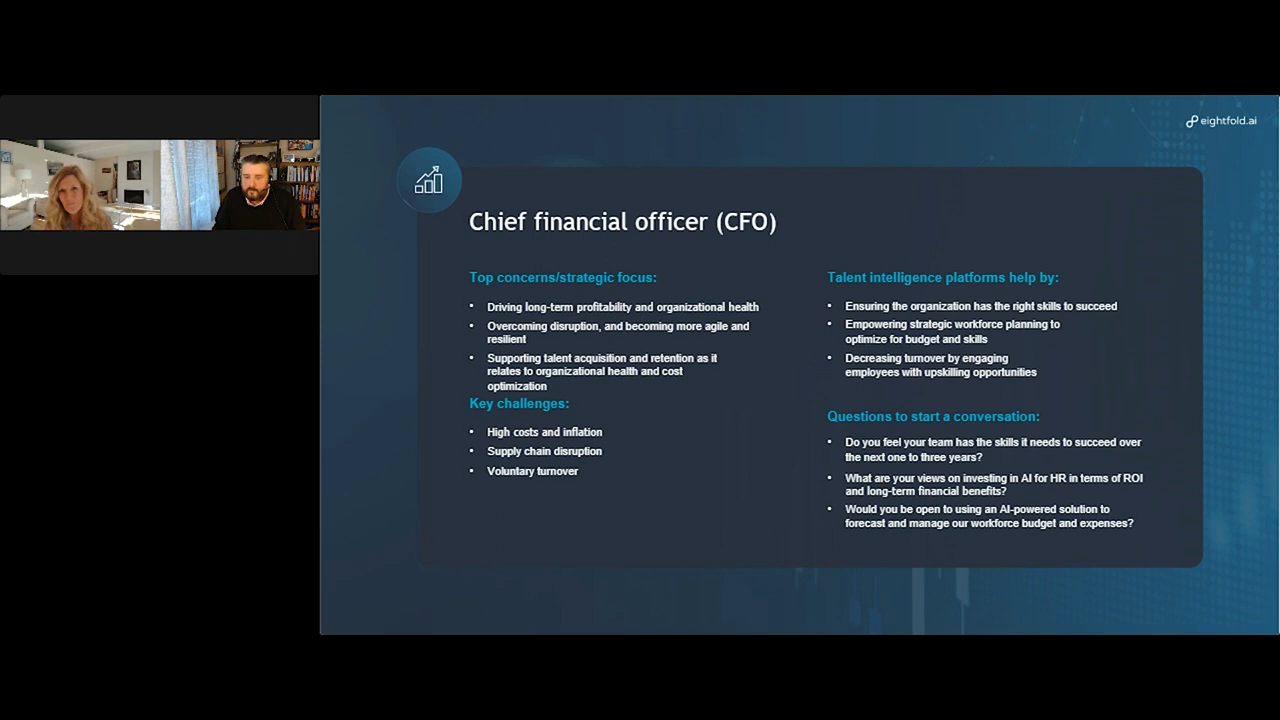 eightfold.ai
Chief financial officer (CFO)
Top concerns/strategic focus:
• Driving long-term profitability and organizational health
• Overcoming disruption, and becoming more agile and
resilient
• Supporting talent acquisition and retention as it
relates to organizational health and cost
optimization
Key challenges:
• High costs and inflation
• Supply chain disruption
• Voluntary turnover
Talent intelligence platforms help by:
• Ensuring the organization has the right skills to succeed
• Empowering strategic workforce planning to
optimize for budget and skills
• Decreasing turnover by engaging
employees with upskilling opportunities
Questions to start a conversation:
• Do you feel your team has the skills it needs to succeed over
the next one to three years?
• What are your views on investing in AI for HR in terms of ROI
and long-term financial benefits?
• Would you be open to using an AI-powered solution to
forecast and manage our workforce budget and expenses?